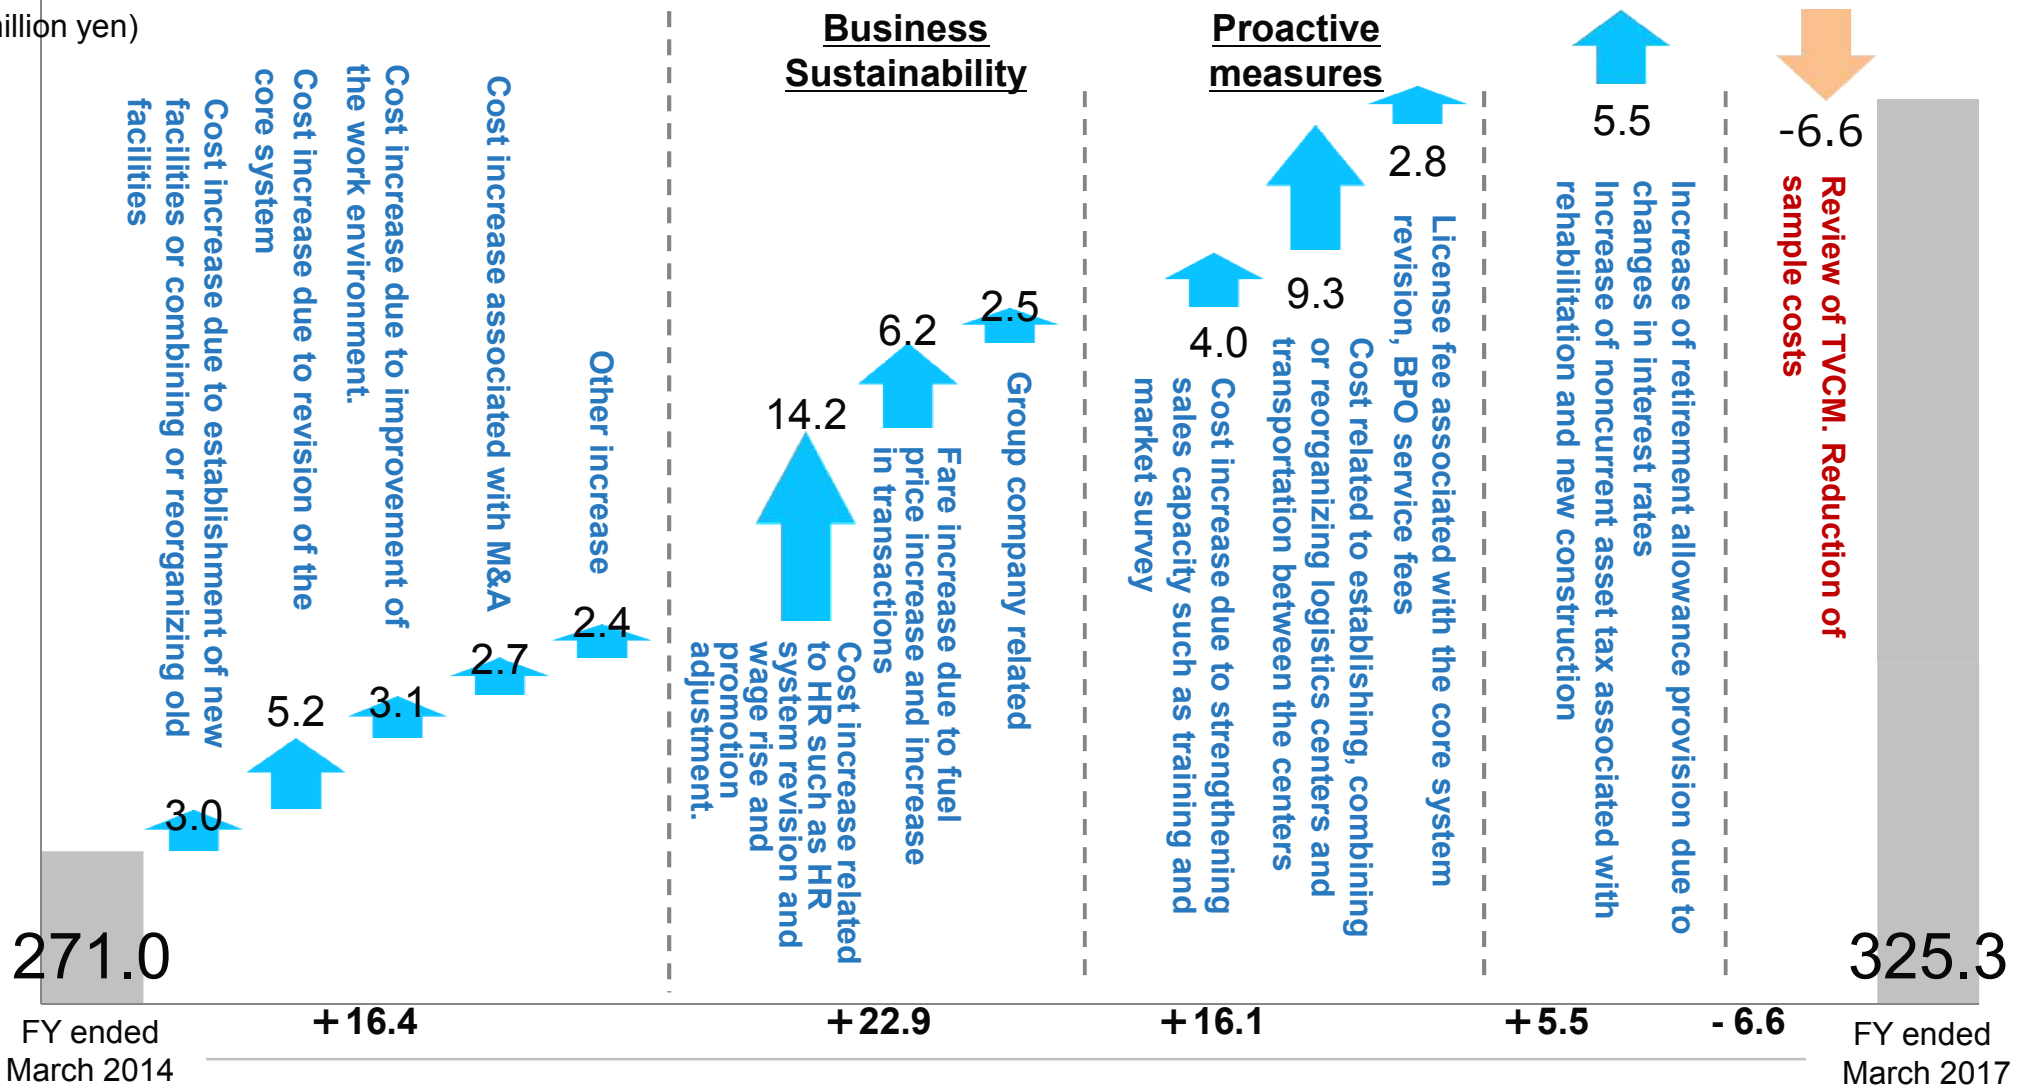 illion yen)
Business
Sustainability
Proactive
measures
Cost increase due to establishment of new
facilities or combining or reorganizing old
facilities
3.0
Cost increase due to revision of the
core system
5.2
Cost increase due to improvement of
the work environment.
3.1
Cost increase associated with M&A
2.7
Other increase
2.4
14.2
Cost increase related
to HR such as HR
system revision and
wage rise and
promotion
adjustment.
6.2
Fare increase due to fuel
price increase and increase
in transactions
2.5
Group company related
4.0
Cost increase due to strengthening
sales capacity such as training and
market survey
9.3
Cost related to establishing, combining
or reorganizing logistics centers and
transportation between the centers
2.8
License fee associated with the core system
revision, BPO service fees
5.5
Increase of retirement allowance provision due to
changes in interest rates
Increase of noncurrent asset tax associated with
rehabilitation and new construction
-6.6
Review of TVCM. Reduction of
sample costs
271.0
325.3
+16.4
+22.9
+16.1
+5.5
- 6.6
FY ended
March 2014
FY ended
March 2017